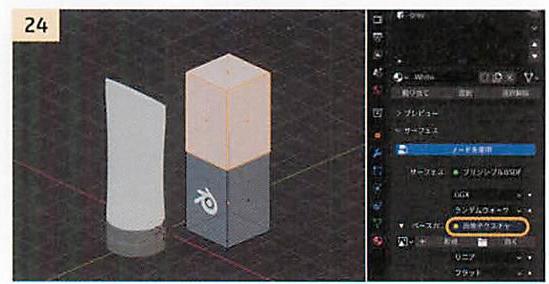 24
White
割り当て
選択
選択解除
プレビュー
サーフェス
ノードを使用
サーフェス プリンシプルBSDF
GGX
ランダムウォーク
ベースカ 画像テクスチャ
新規
開く
リニア
フラット